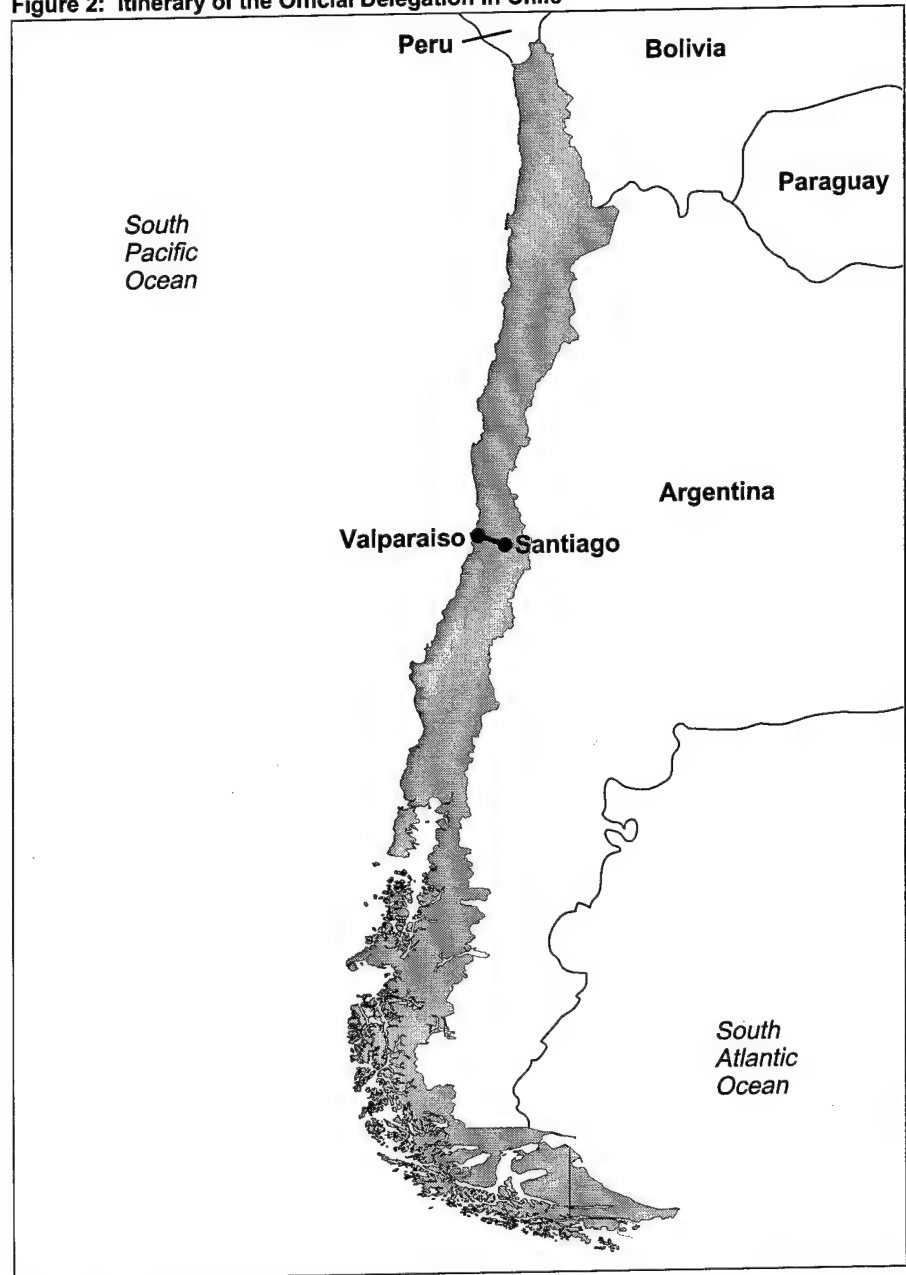 Figure 2: Itinerary of the Official Delegation in Chile
Peru
Bolivia
Paraguay
South
Pacific
Ocean
Argentina
Valparaiso
Santiago
South
Atlantic
Ocean